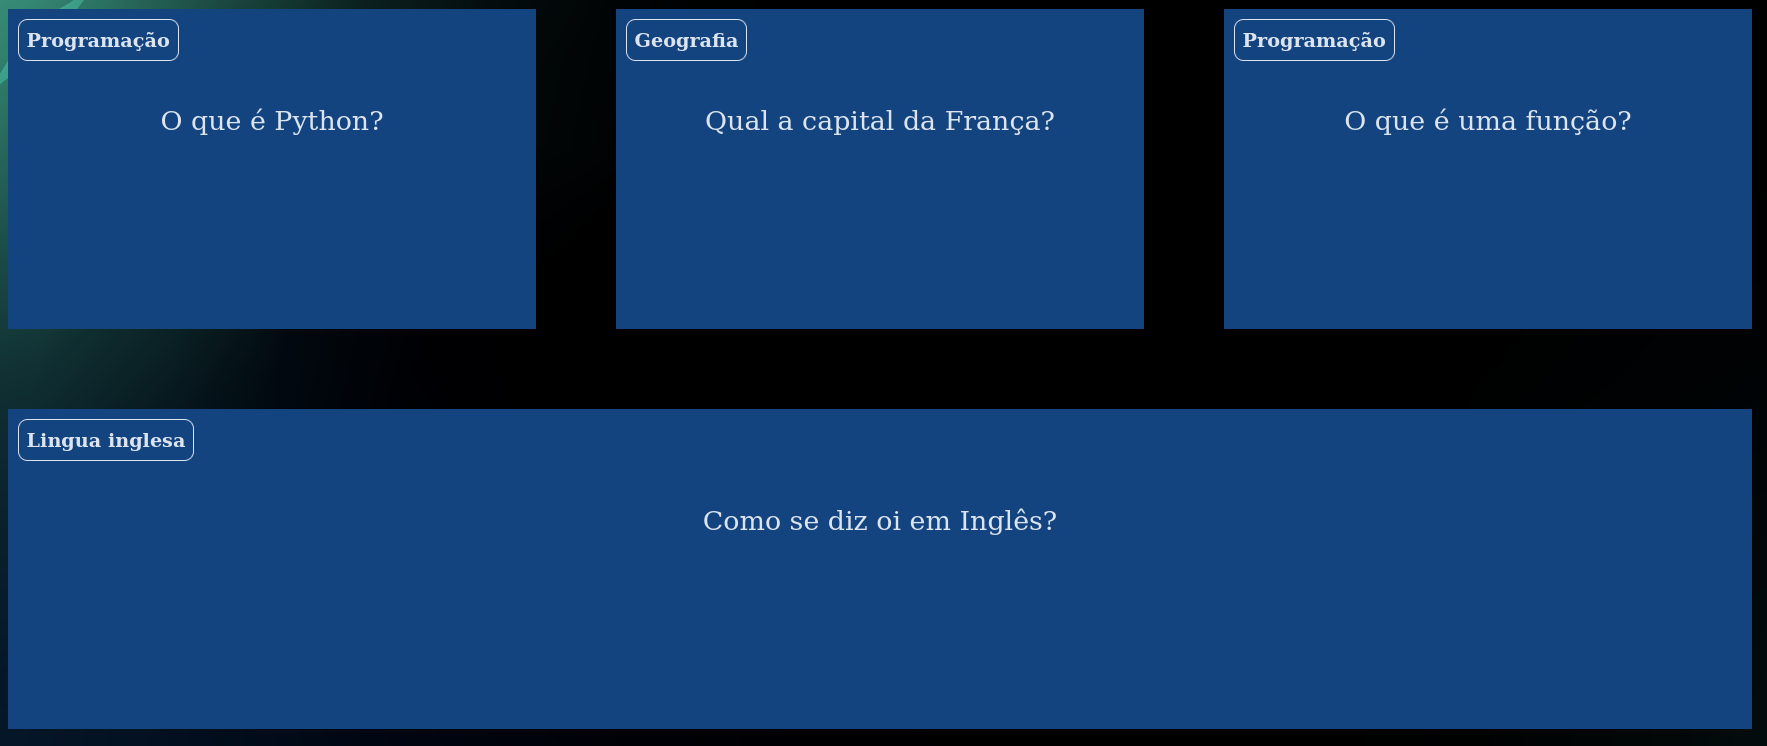 Programação
O que é Python?
Geografia
Qual a capital da França?
Programação
O que é uma função?
Lingua inglesa
Como se diz oi em Inglês?